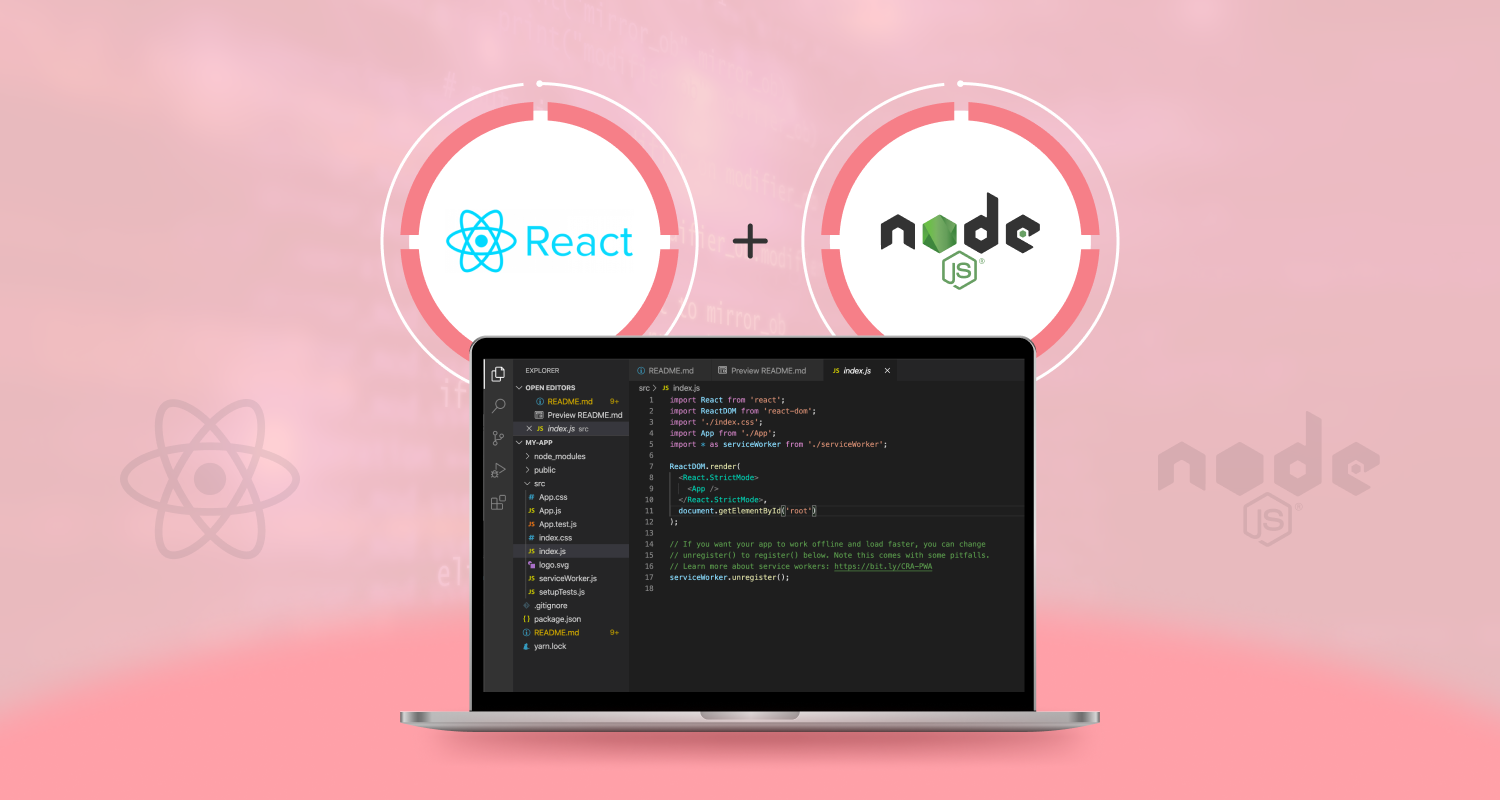 React
+
node
JS
EXPLORER
OPEN EDITORS
README.md 9+
Preview README.md
index.js src
MY-APP
node_modules
public
src
App.css
JS App.js
JS App.test.js
index.css
JS index.js
logo.svg
JS serviceWorker.js
JS setupTests.js
.gitignore
package.json
README.md 9+
yarn.lock
README.md Preview README.md JS index.js
src > JS index.js
1 import React from 'react';
2 import ReactDOM from 'react-dom';
3 import './index.css';
4 import App from './App';
5 import * as serviceWorker from './serviceWorker';
6
7 ReactDOM.render(
8 <React.StrictMode>
9 <App />
10 </React.StrictMode>,
11 document.getElementById('root')
12 );
13
14 // If you want your app to work offline and load faster, you can change
15 // unregister() to register() below. Note this comes with some pitfalls.
16 // Learn more about service workers: https://bit.ly/CRA-PWA
17 serviceWorker.unregister();
18
node
JS
to mirror_do